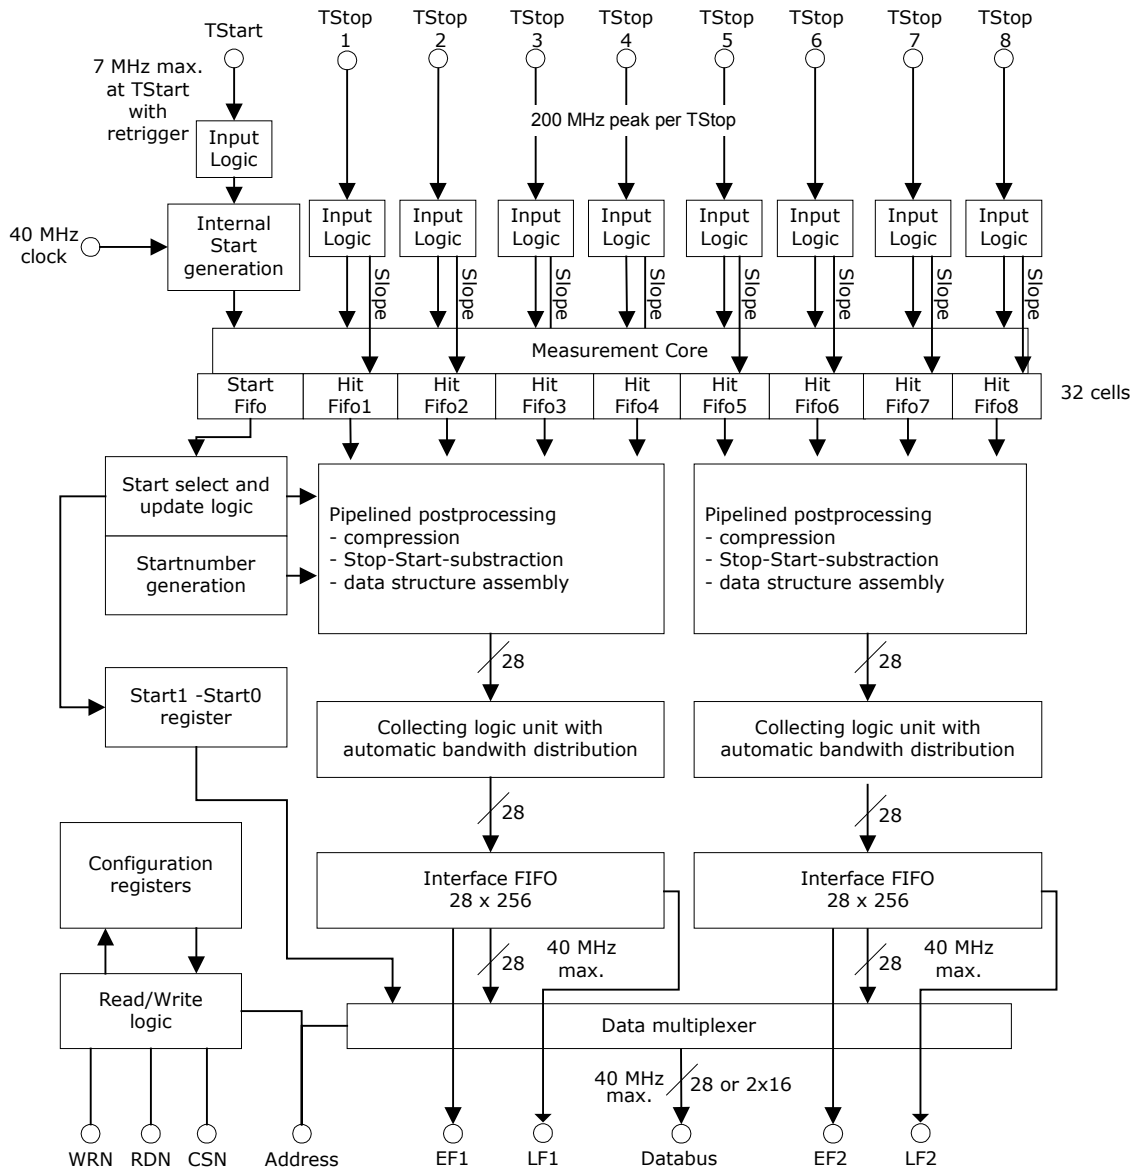 TStart
TStop
1
TStop
2
TStop
3
TStop
4
TStop
5
TStop
6
TStop
7
TStop
8
7 MHz max.
at TStart
with
retrigger
200 MHz peak per TStop
Input
Logic
40 MHz
clock
Internal
Start
generation
Input
Logic
Input
Logic
Input
Logic
Input
Logic
Input
Logic
Input
Logic
Input
Logic
Input
Logic
Slope
Slope
Slope
Slope
Slope
Slope
Slope
Slope
Measurement Core
Start
Fifo
Hit
Fifo1
Hit
Fifo2
Hit
Fifo3
Hit
Fifo4
Hit
Fifo5
Hit
Fifo6
Hit
Fifo7
Hit
Fifo8
32 cells
Start select and
update logic
Startnumber
generation
Pipelined postprocessing
- compression
- Stop-Start-substraction
- data structure assembly
Pipelined postprocessing
- compression
- Stop-Start-substraction
- data structure assembly
28
28
Start1 -Start0
register
Collecting logic unit with
automatic bandwith distribution
Collecting logic unit with
automatic bandwith distribution
28
28
Configuration
registers
Interface FIFO
28 x 256
Interface FIFO
28 x 256
28
40 MHz
max.
28
40 MHz
max.
Read/Write
logic
Data multiplexer
40 MHz
max.
28 or 2x16
WRN
RDN
CSN
Address
EF1
LF1
Databus
EF2
LF2